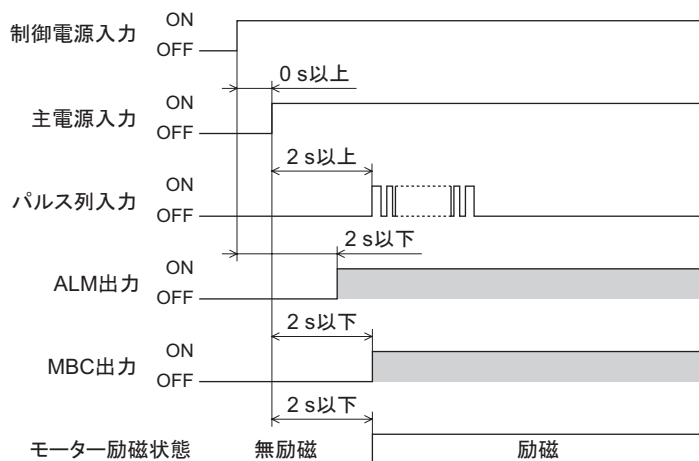 制御電源入力
ON
OFF
0 s以上
主電源入力
ON
OFF
2 s以上
パルス列入力
ON
OFF
2 s以下
ALM出力
ON
OFF
2 s以下
MBC出力
ON
OFF
2 s以下
モーター励磁状態
無励磁
励磁